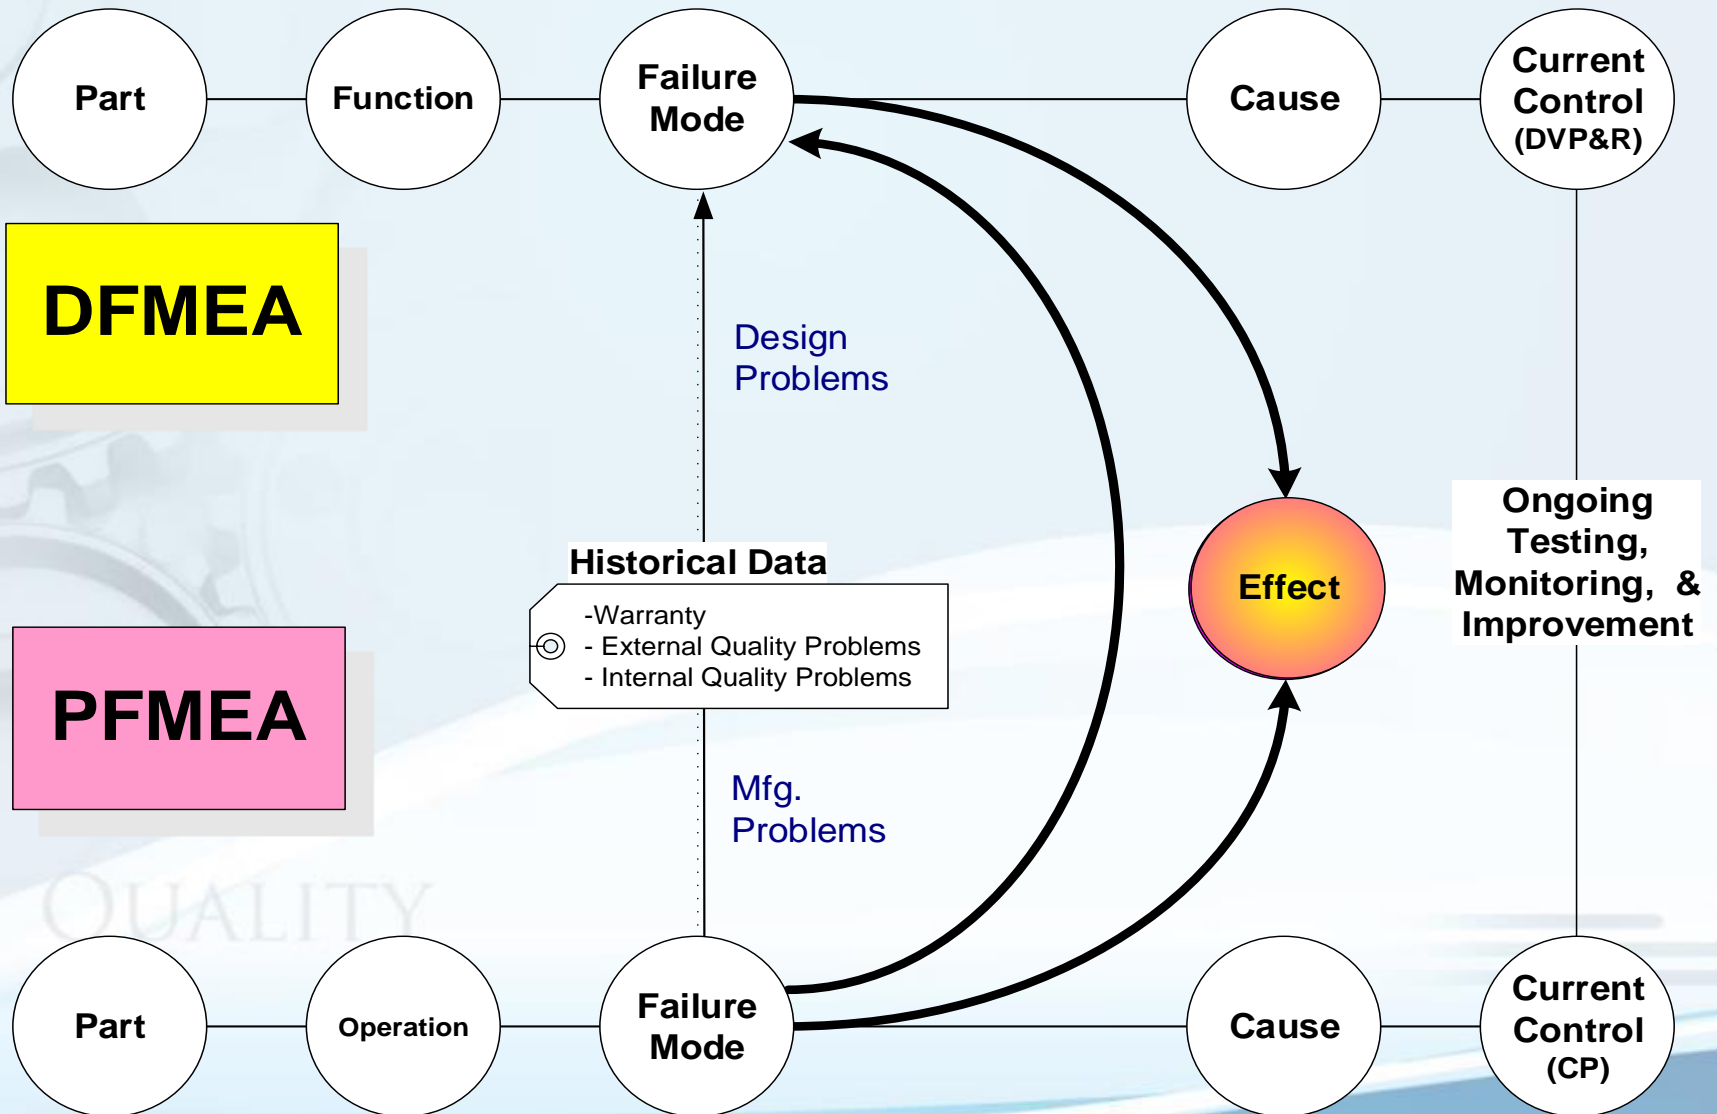 Part
Function
Failure
Mode
Cause
Current
Control
(DVP&R)
DFMEA
Design
Problems
Historical Data
-Warranty
- External Quality Problems
- Internal Quality Problems
Effect
Ongoing
Testing,
Monitoring, &
Improvement
PFMEA
Mfg.
Problems
QUALITY
Part
Operation
Failure
Mode
Cause
Current
Control
(CP)